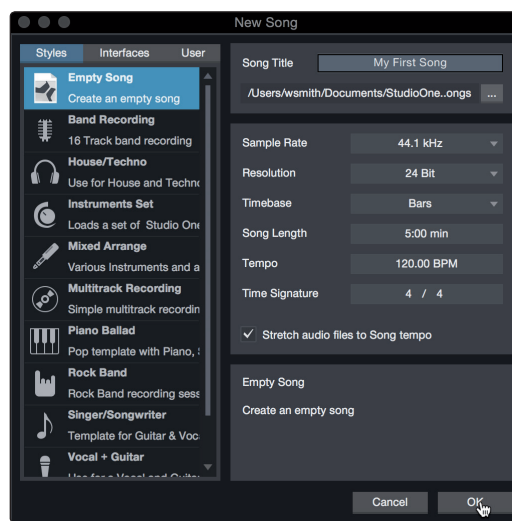 New Song
Styles Interfaces User
Empty Song
Create an empty song
Band Recording
16 Track band recording
House/Techno
Use for House and Techno
Instruments Set
Loads a set of Studio One
Mixed Arrange
Various Instruments and a
Multitrack Recording
Simple multitrack recordin
Piano Ballad
Pop template with Piano,
Rock Band
Rock Band recording sess
Singer/Songwriter
Template for Guitar & Voc
Vocal + Guitar
Song Title My First Song
/Users/wsmith/Documents/StudioOne..ongs ...
Sample Rate 44.1 kHz
Resolution 24 Bit
Timebase Bars
Song Length 5:00 min
Tempo 120.00 BPM
Time Signature 4 / 4
Stretch audio files to Song tempo
Empty Song
Create an empty song
Cancel OK